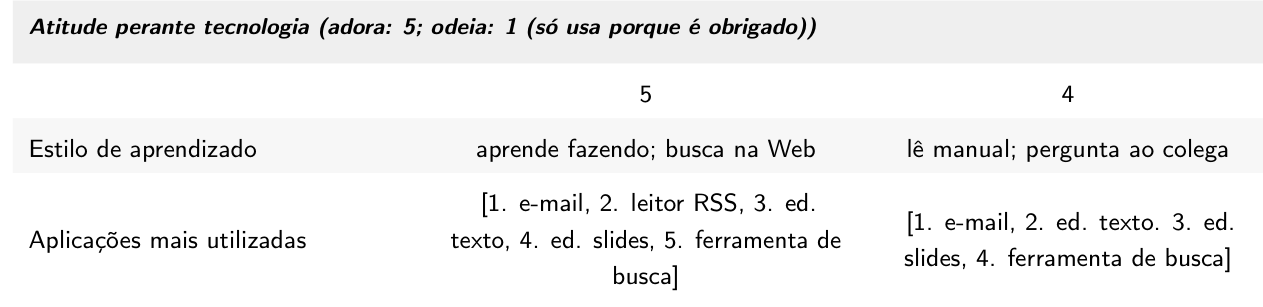 Atitude perante tecnologia (adora: 5; odeia: 1 (só usa porque é obrigado))
5 4
Estilo de aprendizado aprende fazendo; busca na Web lê manual; pergunta ao colega
Aplicações mais utilizadas
[1. e-mail, 2. leitor RSS, 3. ed.
texto, 4. ed. slides, 5. ferramenta de
busca]
[1. e-mail, 2. ed. texto. 3. ed.
slides, 4. ferramenta de busca]